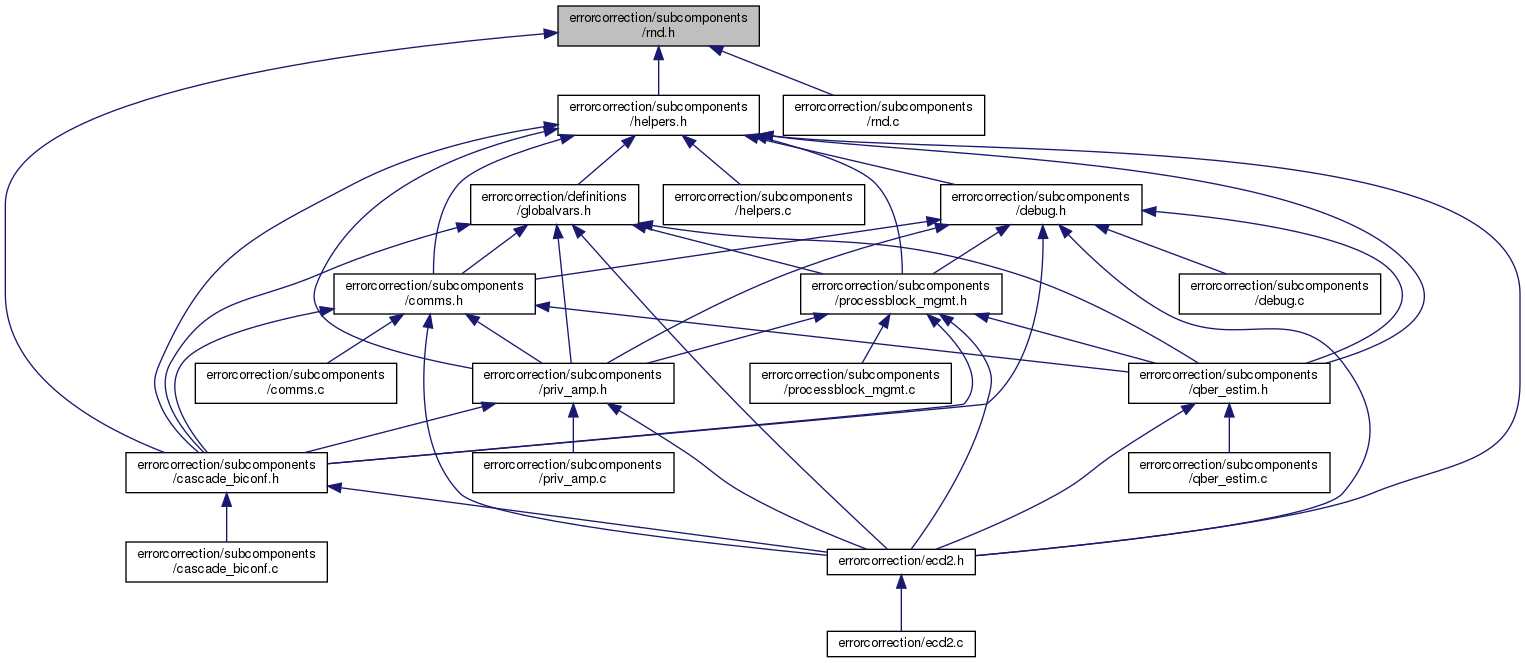 errorcorrection/subcomponents
/rnd.h
errorcorrection/subcomponents
/helpers.h
errorcorrection/subcomponents
/rnd.c
errorcorrection/definitions
/globalvars.h
errorcorrection/subcomponents
/helpers.c
errorcorrection/subcomponents
/debug.h
errorcorrection/subcomponents
/comms.h
errorcorrection/subcomponents
/processblock_mgmt.h
errorcorrection/subcomponents
/debug.c
errorcorrection/subcomponents
/comms.c
errorcorrection/subcomponents
/priv_amp.h
errorcorrection/subcomponents
/processblock_mgmt.c
errorcorrection/subcomponents
/qber_estim.h
errorcorrection/subcomponents
/cascade_biconf.h
errorcorrection/subcomponents
/priv_amp.c
errorcorrection/subcomponents
/qber_estim.c
errorcorrection/subcomponents
/cascade_biconf.c
errorcorrection/ecd2.h
errorcorrection/ecd2.c